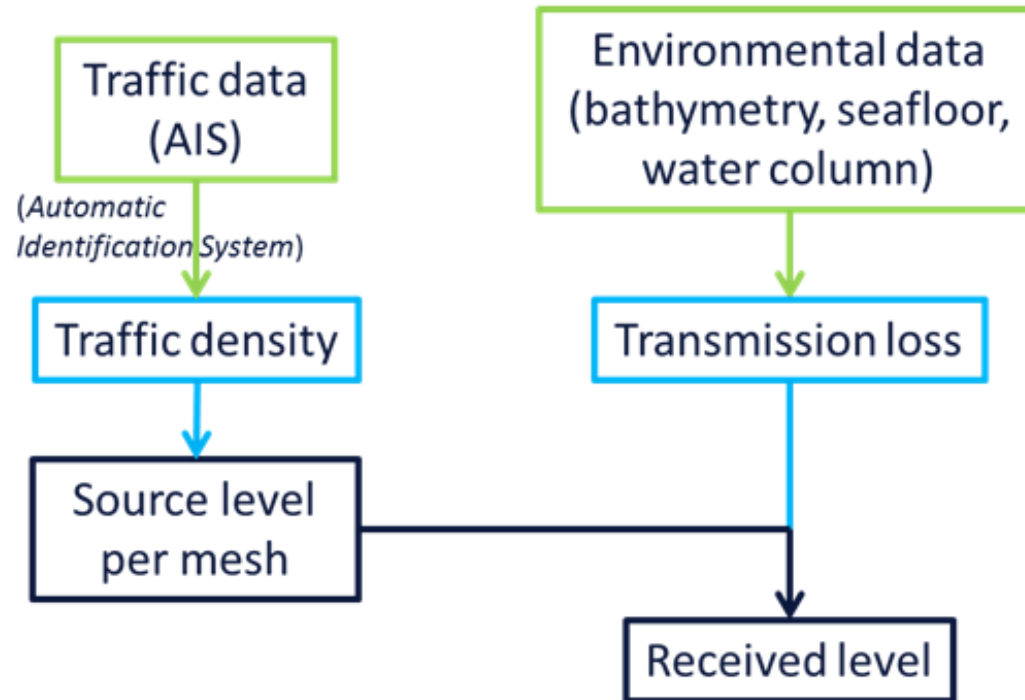 Traffic data
(AIS)
(Automatic
Identification System)
Traffic density
Source level
per mesh
Environmental data
(bathymetry, seafloor,
water column)
Transmission loss
Received level